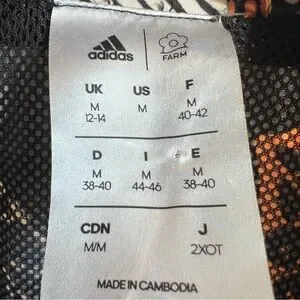 adidas FARM
UK US F
M M M
12-14 40-42
D I E
M M M
38-40 44-46 38-40
CDN J
M/M 2XOT
MADE IN CAMBODIA